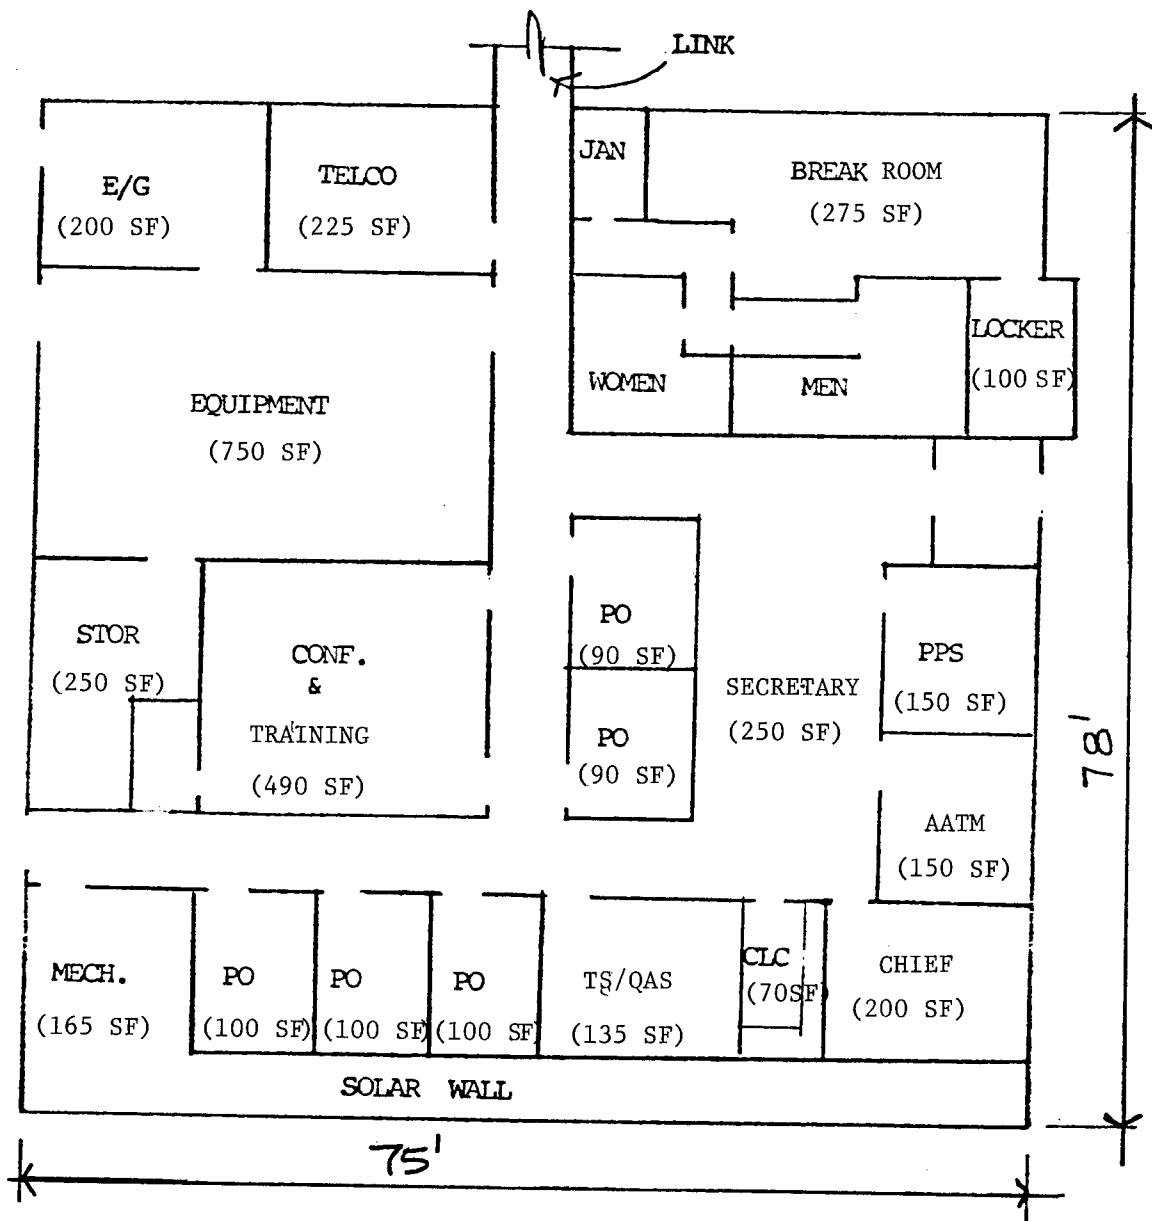 LINK
JAN
BREAK ROOM
(275 SF)
E/G
(200 SF)
TELCO
(225 SF)
LOCKER
(100 SF)
WOMEN
MEN
EQUIPMENT
(750 SF)
STOR
(250 SF)
CONF.
&
TRAINING
(490 SF)
PO
(90 SF)
PO
(90 SF)
SECRETARY
(250 SF)
PPS
(150 SF)
78'
AATM
(150 SF)
MECH.
(165 SF)
PO
(100 SF)
PO
(100 SF)
PO
(100 SF)
TS/QAS
(135 SF)
CLC
(70SF)
CHIEF
(200 SF)
SOLAR WALL
75'